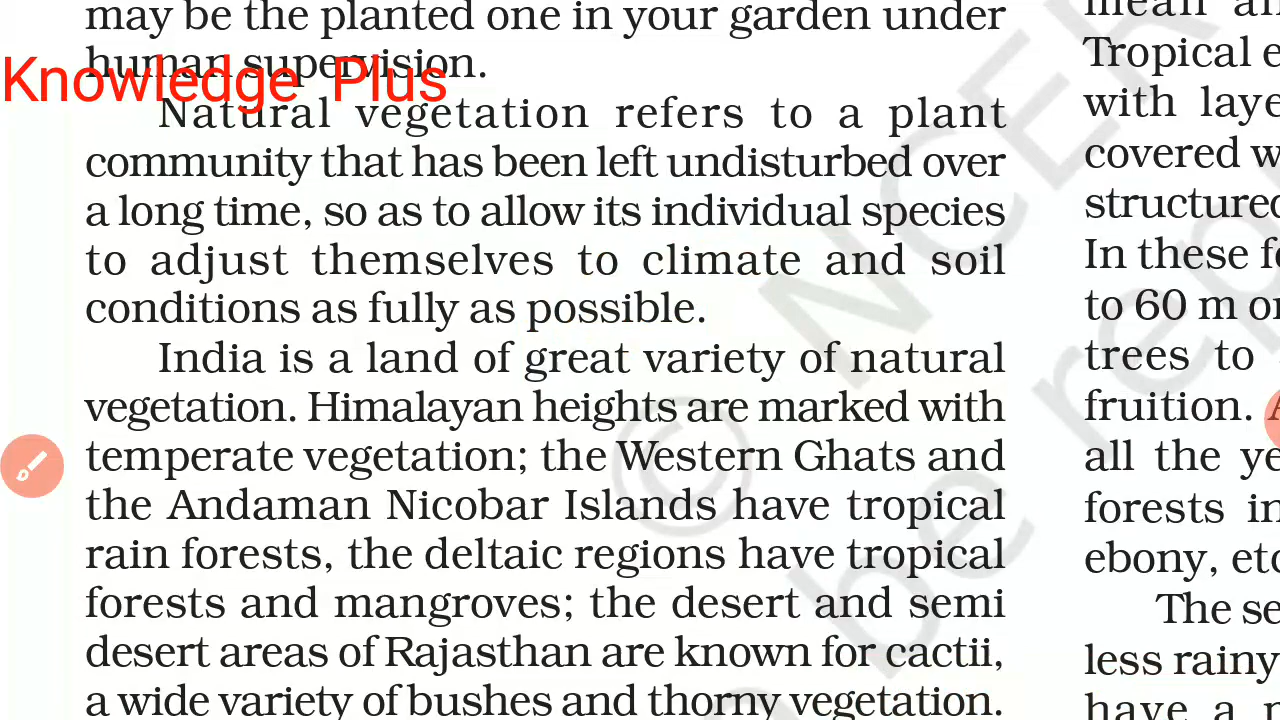 may be the planted one in your garden under
human supervision.
Knowledge Plus
Natural vegetation refers to a plant
community that has been left undisturbed over
a long time, so as to allow its individual species
to adjust themselves to climate and soil
conditions as fully as possible.
India is a land of great variety of natural
vegetation. Himalayan heights are marked with
temperate vegetation; the Western Ghats and
the Andaman Nicobar Islands have tropical
rain forests, the deltaic regions have tropical
forests and mangroves; the desert and semi
desert areas of Rajasthan are known for cactii,
a wide variety of bushes and thorny vegetation.
mean
Tropical
with
covered
structured
In these
to 60 m
trees to
fruition.
all the
forests
ebony,
The
less rainy
have a
©
be